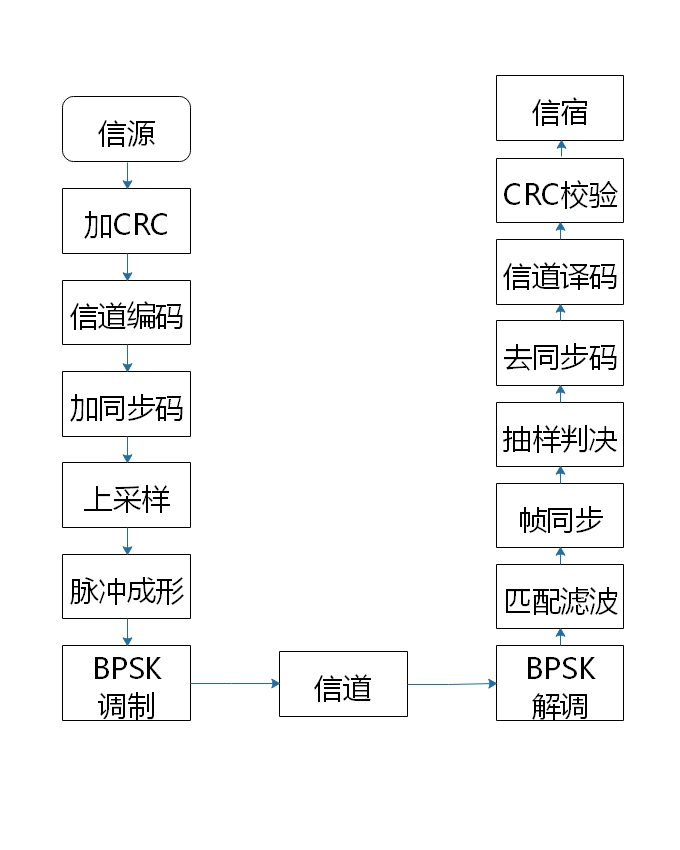 信源
加CRC
信道编码
加同步码
上采样
脉冲成形
BPSK
调制
信道
信宿
CRC校验
信道译码
去同步码
抽样判决
帧同步
匹配滤波
BPSK
解调